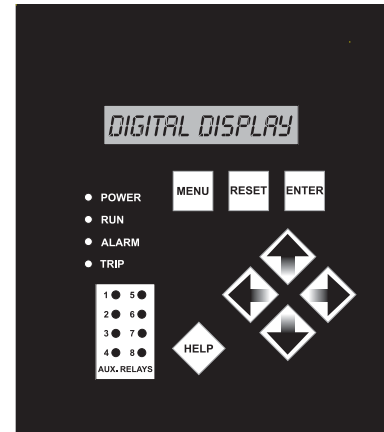 DIGITAL DISPLAY
MENU RESET ENTER
POWER
RUN
ALARM
TRIP
1 5
2 6
3 7
4 8
AUX. RELAYS
HELP